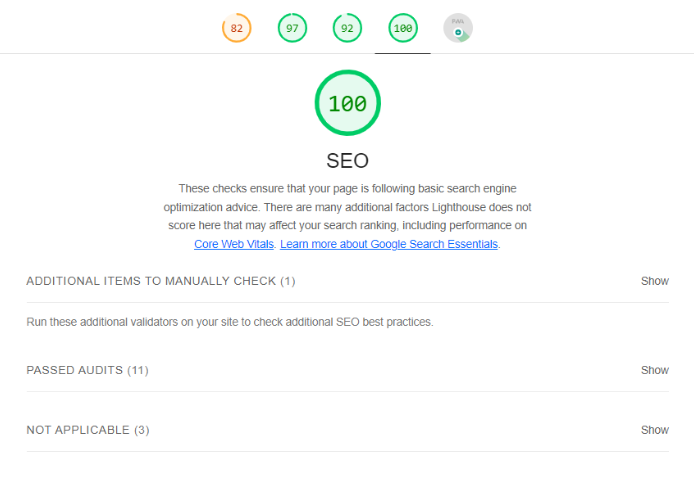 82 97 92 100 PWA
100
SEO
These checks ensure that your page is following basic search engine
optimization advice. There are many additional factors Lighthouse does not
score here that may affect your search ranking, including performance on
Core Web Vitals. Learn more about Google Search Essentials.
ADDITIONAL ITEMS TO MANUALLY CHECK (1) Show
Run these additional validators on your site to check additional SEO best practices.
PASSED AUDITS (11) Show
NOT APPLICABLE (3) Show